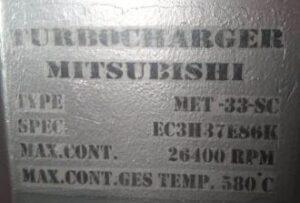 TURBOCHARGER
MITSUBISHI
TYPE MET-33-SC
SPEC EC3H37E86K
MAX.CONT. 26400 RPM
MAX.CONT.GES TEMP. 580°C